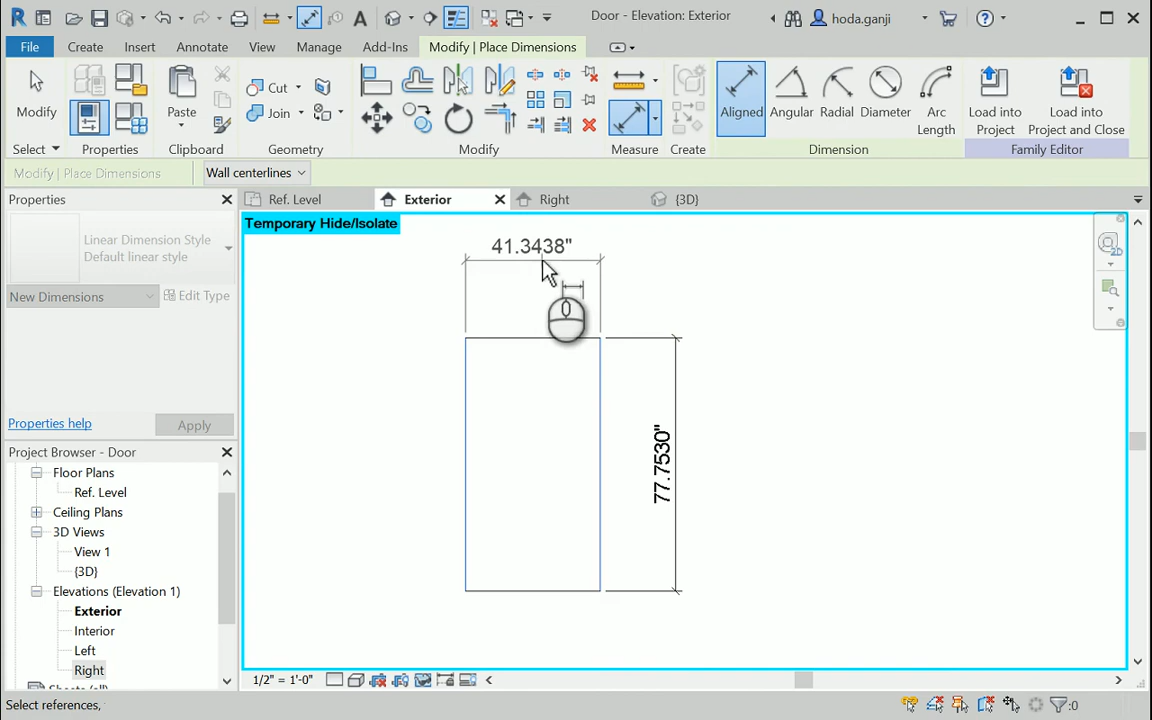 Door - Elevation: Exterior
hoda.ganji
File
Create
Insert
Annotate
View
Manage
Add-Ins
Modify | Place Dimensions
Modify
Paste
Cut
Join
Aligned
Angular
Radial
Diameter
Arc
Length
Load into
Project
Load into
Project and Close
Select
Properties
Clipboard
Geometry
Modify
Measure
Create
Dimension
Family Editor
Modify | Place Dimensions
Wall centerlines
Properties
Ref. Level
Exterior
Right
{3D}
Linear Dimension Style
Default linear style
New Dimensions
Edit Type
Properties help
Apply
Project Browser - Door
Floor Plans
Ref. Level
Ceiling Plans
3D Views
View 1
{3D}
Elevations (Elevation 1)
Exterior
Interior
Left
Right
Temporary Hide/Isolate
41.3438"
77.7530"
2D
1/2" = 1'-0"
Select references,
:0